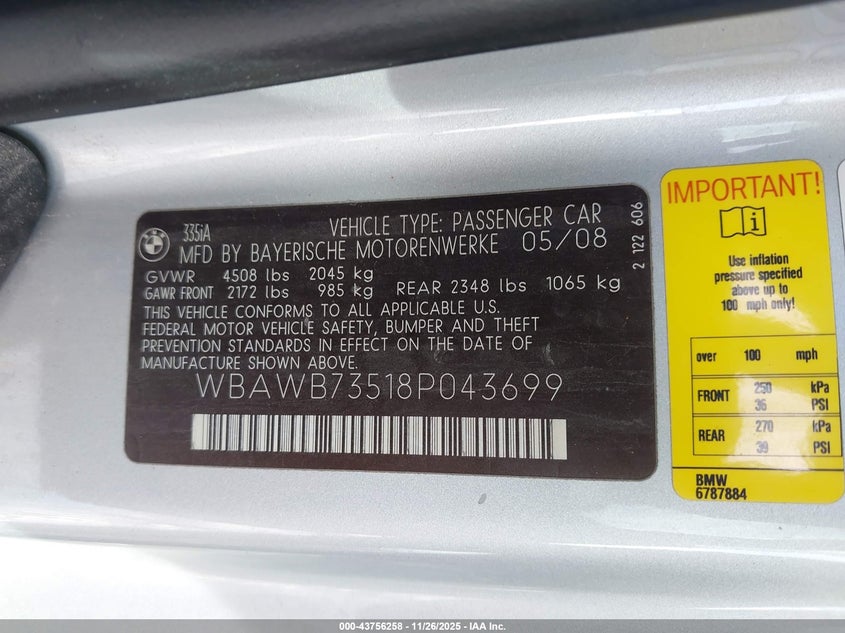 335iA VEHICLE TYPE: PASSENGER CAR
MFD BY BAYERISCHE MOTORENWERKE 05/08
GVWR 4508 lbs 2045 kg
GAWR FRONT 2172 lbs 985 kg REAR 2348 lbs 1065 kg
THIS VEHICLE CONFORMS TO ALL APPLICABLE U.S.
FEDERAL MOTOR VEHICLE SAFETY, BUMPER AND THEFT
PREVENTION STANDARDS IN EFFECT ON THE DATE OF
MANUFACTURE SHOWN ABOVE.
WBAWB73518P043699
2 122 606
IMPORTANT!
Use inflation
pressure specified
above up to
100 mph only!
over 100 mph
FRONT 250 kPa
36 PSI
REAR 270 kPa
39 PSI
BMW
6787884
000-43756258 - 11/26/2025 - IAA Inc.